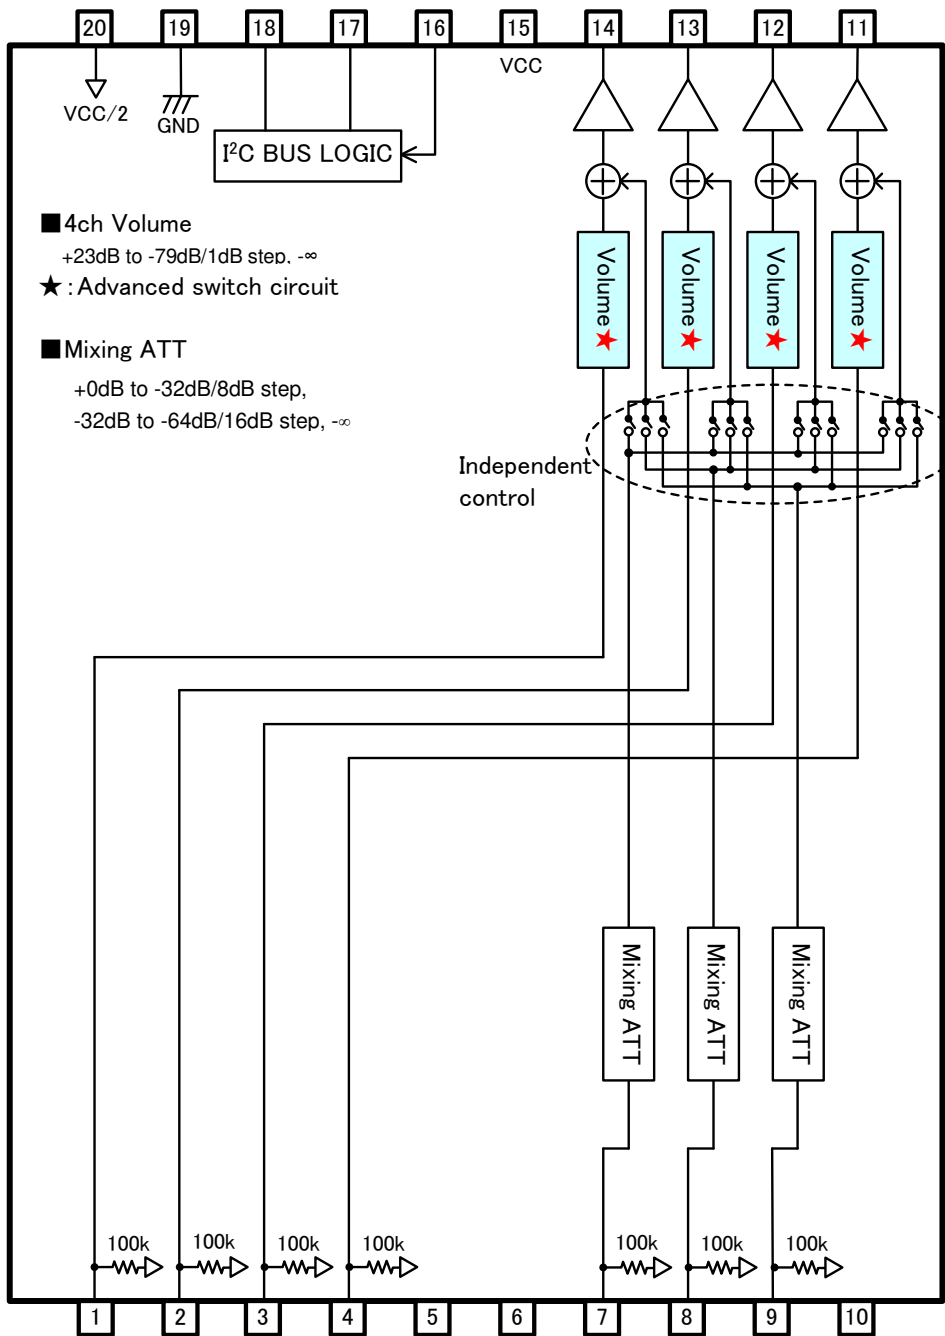 20 19 18 17 16 15 14 13 12 11
VCC
VCC/2
GND
I²C BUS LOGIC
■4ch Volume
+23dB to -79dB/1dB step, -∞
★:Advanced switch circuit
Volume★ Volume★ Volume★ Volume★
■Mixing ATT
+0dB to -32dB/8dB step,
-32dB to -64dB/16dB step, -∞
Independent
control
Mixing ATT Mixing ATT Mixing ATT
100k 100k 100k 100k 100k 100k 100k
1 2 3 4 5 6 7 8 9 10